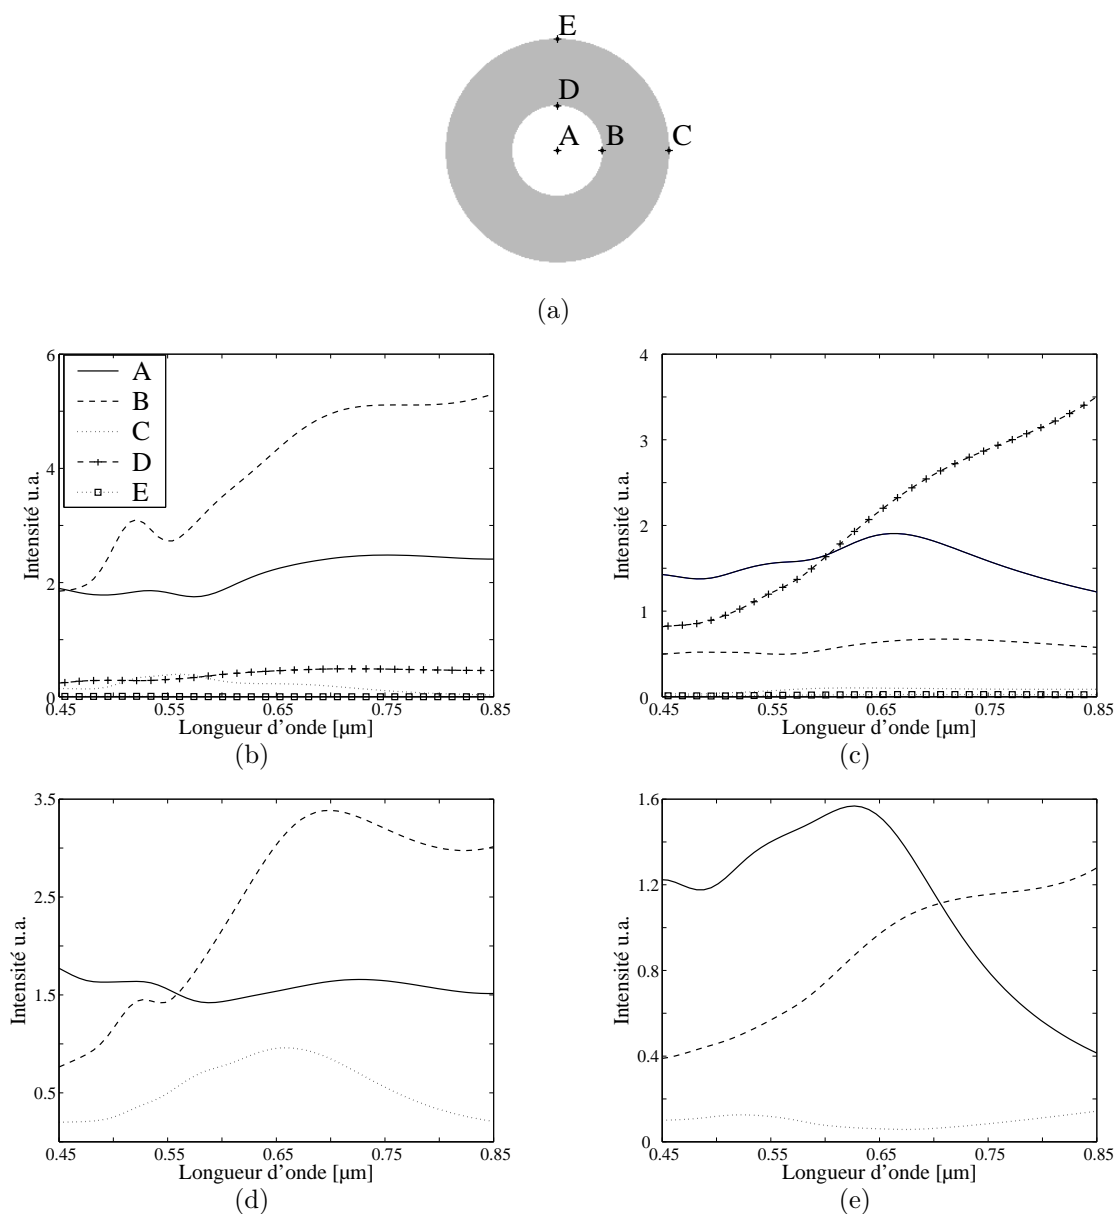 E
D
A B C
(a)
6
4
2
0
0.45 0.55 0.65 0.75 0.85
Intensité u.a.
Longueur d'onde [µm]
A
B
C
D
E
(b)
4
3
2
1
0
0.45 0.55 0.65 0.75 0.85
Intensité u.a.
Longueur d'onde [µm]
(c)
3.5
2.5
1.5
0.5
0.45 0.55 0.65 0.75 0.85
Intensité u.a.
Longueur d'onde [µm]
(d)
1.6
1.2
0.8
0.4
0
0.45 0.55 0.65 0.75 0.85
Intensité u.a.
Longueur d'onde [µm]
(e)